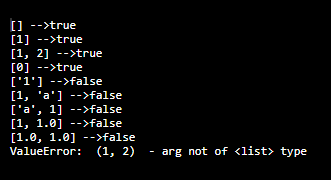 [] -->true
[1] -->true
[1, 2] -->true
[0] -->true
['1'] -->false
[1, 'a'] -->false
['a', 1] -->false
[1, 1.0] -->false
[1.0, 1.0] -->false
ValueError:  (1, 2)  - arg not of <list> type